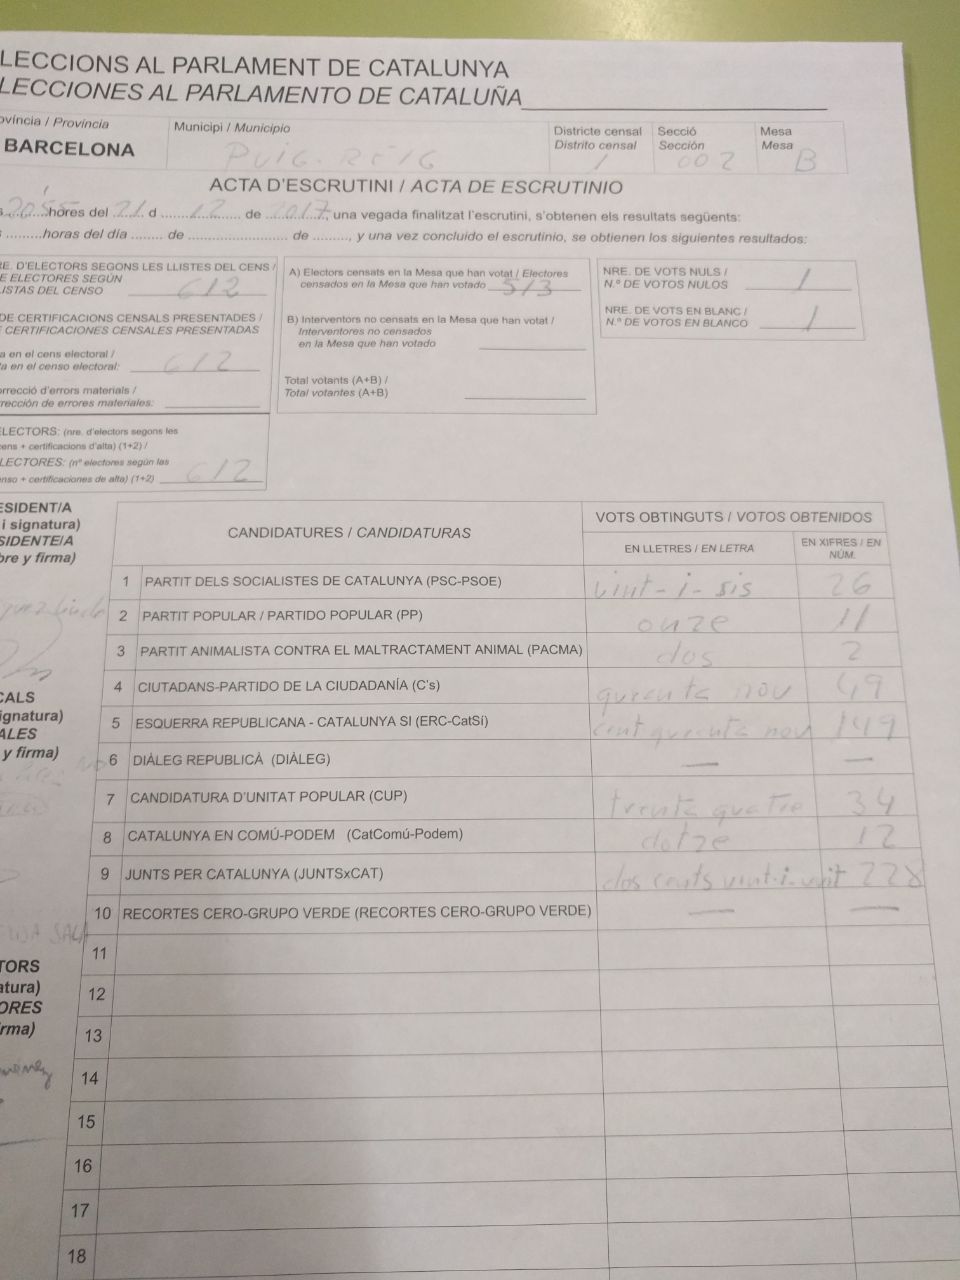 LECCIONS AL PARLAMENT DE CATALUNYA
LECCIONES AL PARLAMENTO DE CATALUÑA
ovíncia / Provincia
BARCELONA
Municipi / Municipio
PUIG-REIG
Districte censal
Distrito censal
1
Secció
Sección
002
Mesa
Mesa
B
ACTA D'ESCRUTINI / ACTA DE ESCRUTINIO
20'55 hores del 21 d 12 de 2017, una vegada finalitzat l'escrutini, s'obtenen els resultats següents:
horas del día de de , y una vez concluido el escrutinio, se obtienen los siguientes resultados:
RE. D'ELECTORS SEGONS LES LLISTES DEL CENS /
E ELECTORES SEGÚN
ISTAS DEL CENSO 612
DE CERTIFICACIONS CENSALS PRESENTADES /
CERTIFICACIONES CENSALES PRESENTADAS
a en el cens electoral /
a en el censo electoral: 612
rrecció d'errors materials /
rección de errores materiales:
LECTORS: (nre. d'electors segons les
ens + certificacions d'alta) (1+2) /
LECTORES: (nº electores según las
nso + certificaciones de alta) (1+2) 612
A) Electors censats en la Mesa que han votat / Electores
censados en la Mesa que han votado 513
B) Interventors no censats en la Mesa que han votat /
Interventores no censados
en la Mesa que han votado
Total votants (A+B) /
Total votantes (A+B)
NRE. DE VOTS NULS /
N.º DE VOTOS NULOS 1
NRE. DE VOTS EN BLANC /
N.º DE VOTOS EN BLANCO 1
ESIDENT/A
i signatura)
SIDENTE/A
bre y firma)
CALS
ignatura)
ALES
y firma)
TORS
atura)
ORES
irma)
CANDIDATURES / CANDIDATURAS
VOTS OBTINGUTS / VOTOS OBTENIDOS
EN LLETRES / EN LETRA
EN XIFRES / EN
NÚM.
1 PARTIT DELS SOCIALISTES DE CATALUNYA (PSC-PSOE) vint-i-sis 26
2 PARTIT POPULAR / PARTIDO POPULAR (PP) onze 11
3 PARTIT ANIMALISTA CONTRA EL MALTRACTAMENT ANIMAL (PACMA) dos 2
4 CIUTADANS-PARTIDO DE LA CIUDADANÍA (C's) quranta nou 49
5 ESQUERRA REPUBLICANA - CATALUNYA SI (ERC-CatSí) cent quranta nou 149
6 DIÀLEG REPUBLICÀ (DIÀLEG) — —
7 CANDIDATURA D'UNITAT POPULAR (CUP) trenta quatre 34
8 CATALUNYA EN COMÚ-PODEM (CatComú-Podem) dotze 12
9 JUNTS PER CATALUNYA (JUNTSxCAT) dos cents vint-i-vuit 228
10 RECORTES CERO-GRUPO VERDE (RECORTES CERO-GRUPO VERDE) — —
11
12
13
14
15
16
17
18